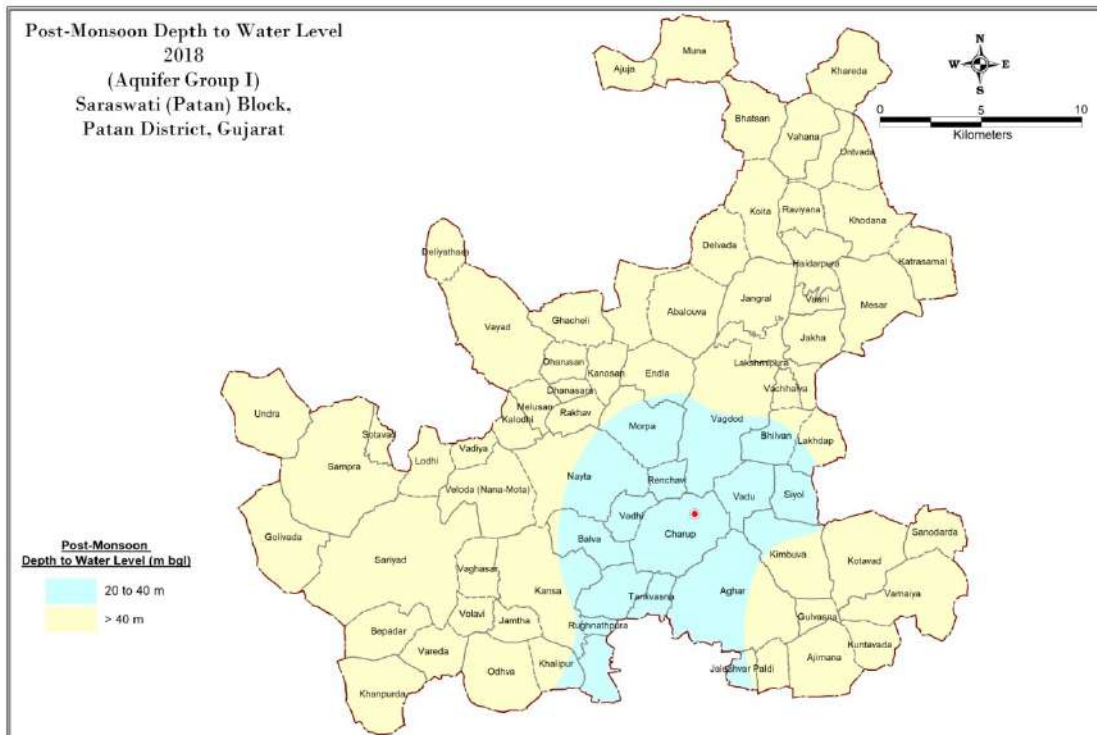 Post-Monsoon Depth to Water Level
2018
(Aquifer Group I)
Saraswati (Patan) Block,
Patan District, Gujarat
N
W E
S
0 5 10
Kilometers
Muna
Ajuja
Khareda
Bhatsan
Vahana
Untvada
Koita
Raviyana
Khodana
Delvada
Deliyathara
Haidarpura
Katrasamal
Jangral
Vasni
Mesar
Abalouva
Vayad
Ghacheli
Jakha
Dharusan
Kanosan
Endla
Lakshmipura
Vachhalva
Dhanasara
Melusan
Rakhav
Kalodhi
Undra
Morpa
Vagdod
Sotavad
Bhilvan
Lakhdap
Vadiya
Lodhi
Sampra
Nayta
Renchavi
Veloda (Nana-Mota)
Vadu
Siyol
Vadhi
Golivada
Charup
Sanodarda
Balva
Kimbuva
Kotavad
Sariyad
Vaghasar
Kansa
Tankvasna
Aghar
Vamaiya
Volavi
Jamtha
Rughnathpura
Gulvasna
Bepadar
Kuntavada
Vareda
Ajimana
Odhva
Khalipur
Jaleshvar Paldi
Khanpurda
Post-Monsoon
Depth to Water Level (m bgl)
20 to 40 m
> 40 m